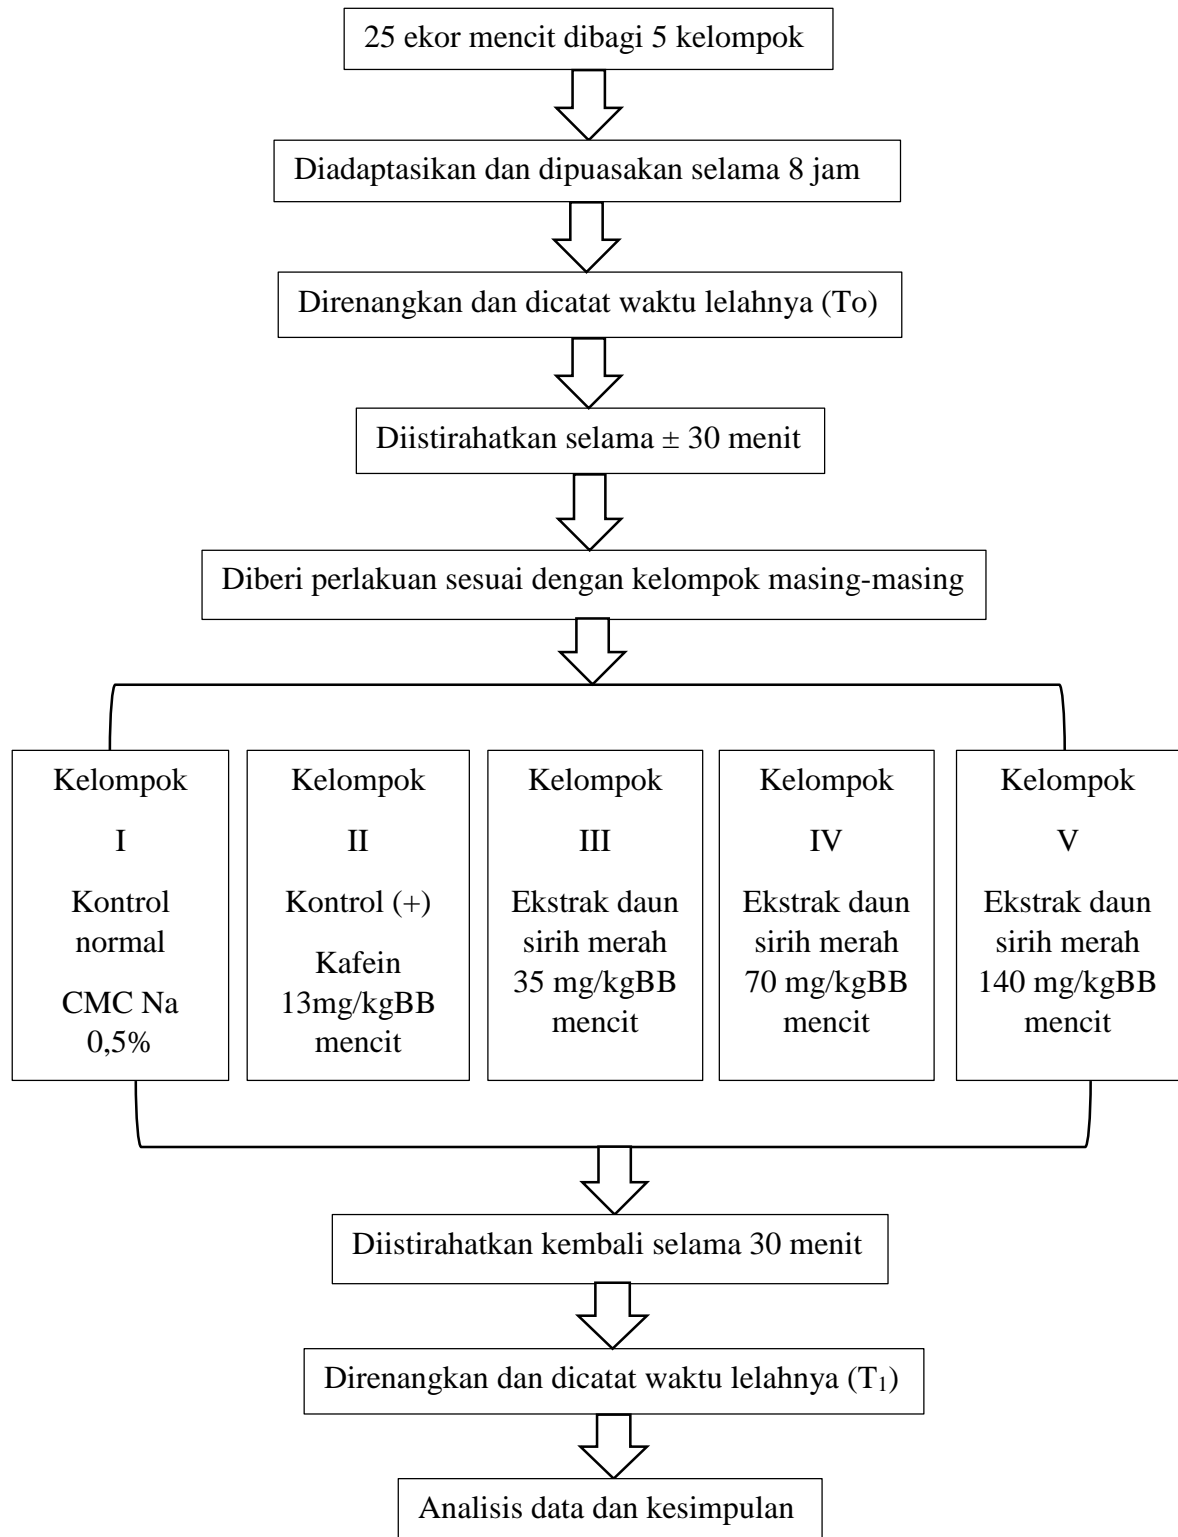 25 ekor mencit dibagi 5 kelompok
Diadaptasikan dan dipuasakan selama 8 jam
Direnangkan dan dicatat waktu lelahnya (To)
Diistirahatkan selama ± 30 menit
Diberi perlakuan sesuai dengan kelompok masing-masing
Kelompok
I
Kontrol
normal
CMC Na
0,5%
Kelompok
II
Kontrol (+)
Kafein
13mg/kgBB
mencit
Kelompok
III
Ekstrak daun
sirih merah
35 mg/kgBB
mencit
Kelompok
IV
Ekstrak daun
sirih merah
70 mg/kgBB
mencit
Kelompok
V
Ekstrak daun
sirih merah
140 mg/kgBB
mencit
Diistirahatkan kembali selama 30 menit
Direnangkan dan dicatat waktu lelahnya (T₁)
Analisis data dan kesimpulan